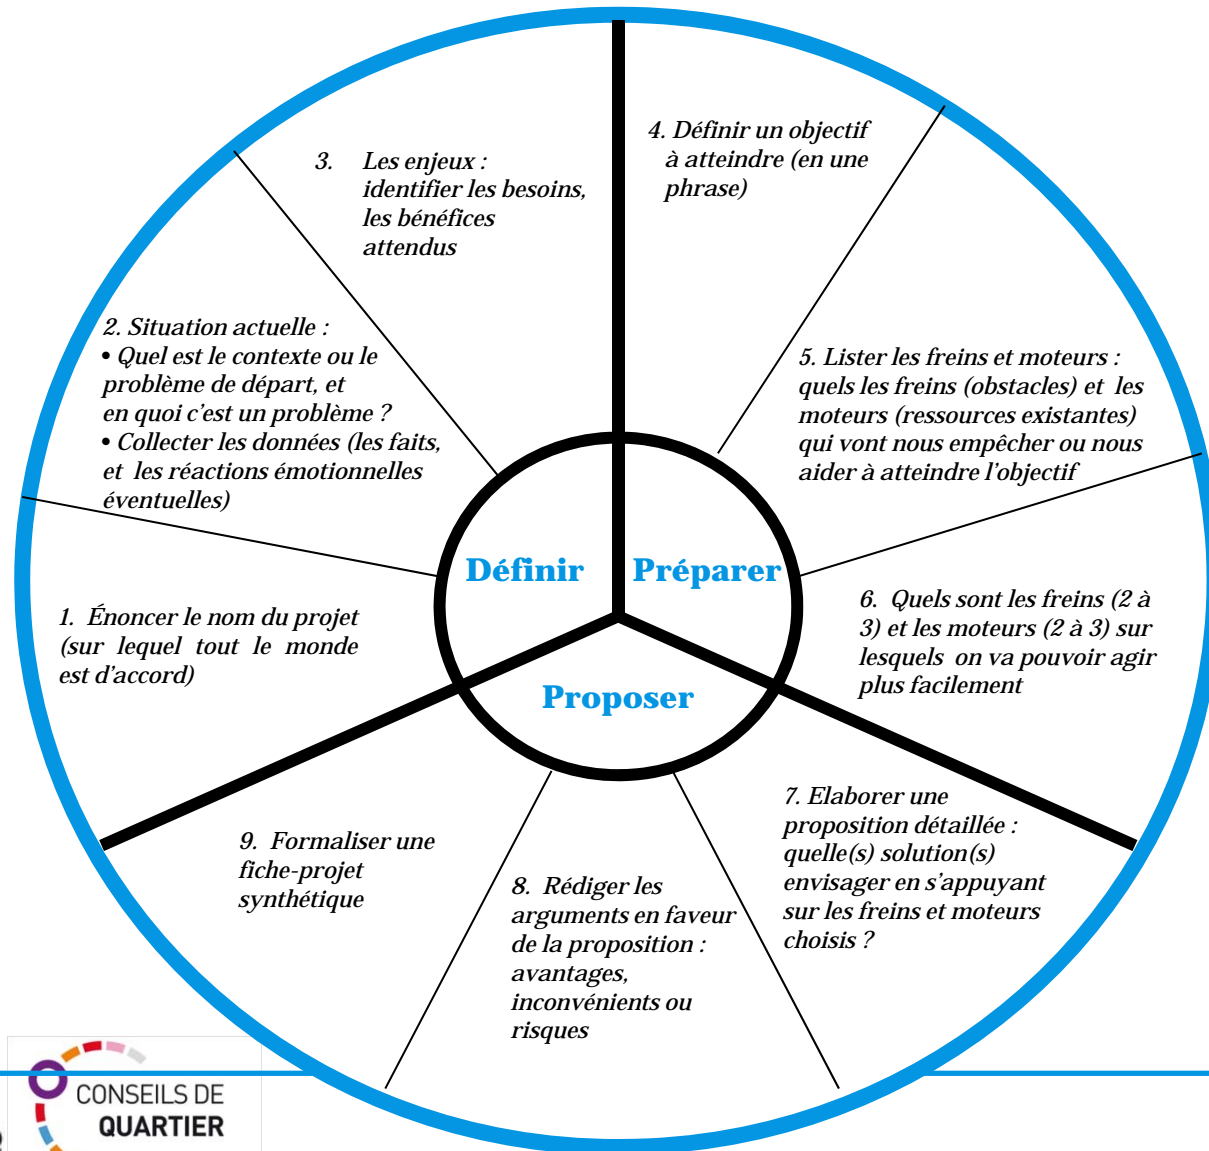 1. Énoncer le nom du projet
(sur lequel tout le monde
est d'accord)
2. Situation actuelle :
• Quel est le contexte ou le
problème de départ, et
en quoi c'est un problème ?
• Collecter les données (les faits,
et les réactions émotionnelles
éventuelles)
3. Les enjeux :
identifier les besoins,
les bénéfices
attendus
4. Définir un objectif
à atteindre (en une
phrase)
5. Lister les freins et moteurs :
quels les freins (obstacles) et les
moteurs (ressources existantes)
qui vont nous empêcher ou nous
aider à atteindre l'objectif
6. Quels sont les freins (2 à
3) et les moteurs (2 à 3) sur
lesquels on va pouvoir agir
plus facilement
7. Elaborer une
proposition détaillée :
quelle(s) solution(s)
envisager en s'appuyant
sur les freins et moteurs
choisis ?
8. Rédiger les
arguments en faveur
de la proposition :
avantages,
inconvénients ou
risques
9. Formaliser une
fiche-projet
synthétique
Définir
Préparer
Proposer
CONSEILS DE
QUARTIER